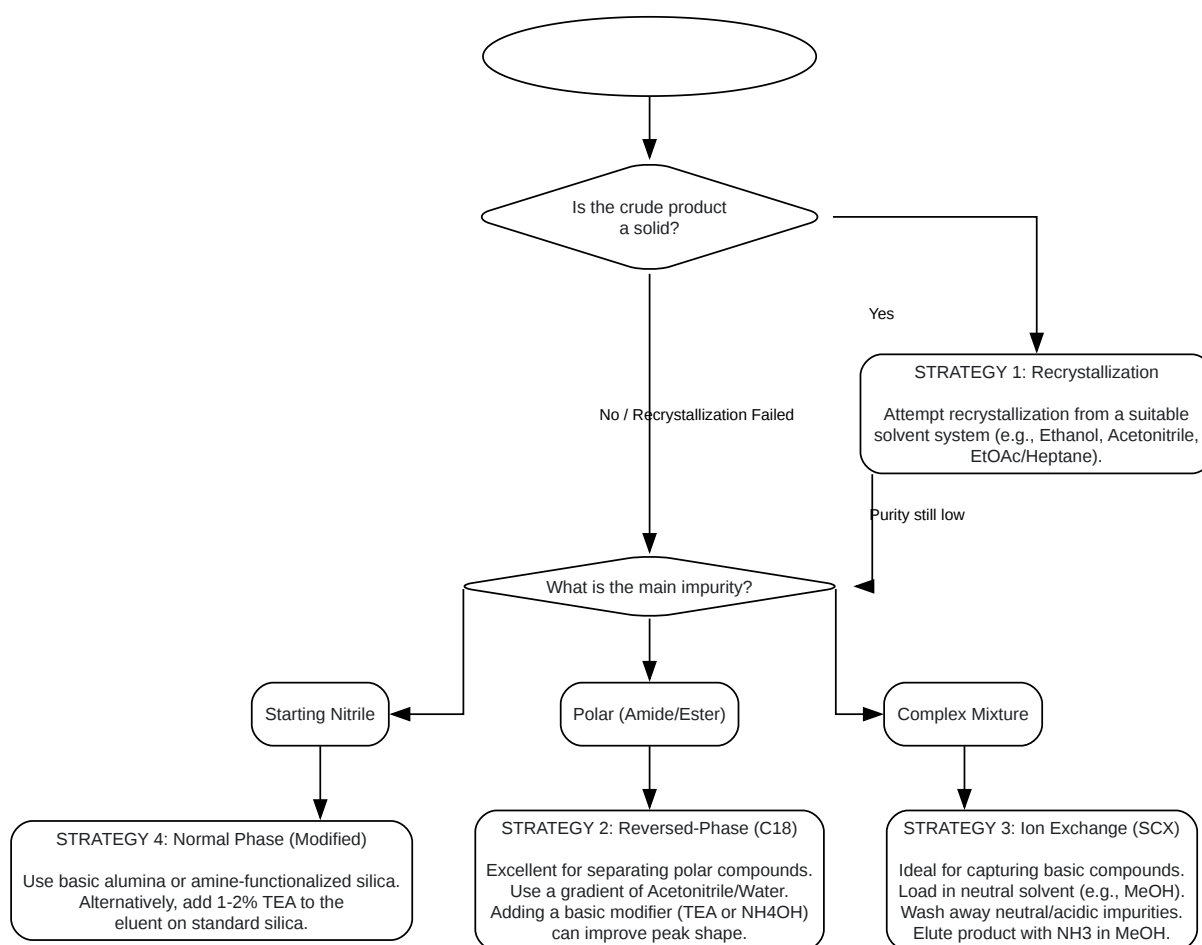 Is the crude product
a solid?
Yes
STRATEGY 1: Recrystallization
Attempt recrystallization from a suitable
solvent system (e.g., Ethanol, Acetonitrile,
EtOAc/Heptane).
No / Recrystallization Failed
Purity still low
What is the main impurity?
Starting Nitrile
Polar (Amide/Ester)
Complex Mixture
STRATEGY 4: Normal Phase (Modified)
Use basic alumina or amine-functionalized silica.
Alternatively, add 1-2% TEA to the
eluent on standard silica.
STRATEGY 2: Reversed-Phase (C18)
Excellent for separating polar compounds.
Use a gradient of Acetonitrile/Water.
Adding a basic modifier (TEA or NH4OH)
can improve peak shape.
STRATEGY 3: Ion Exchange (SCX)
Ideal for capturing basic compounds.
Load in neutral solvent (e.g., MeOH).
Wash away neutral/acidic impurities.
Elute product with NH3 in MeOH.